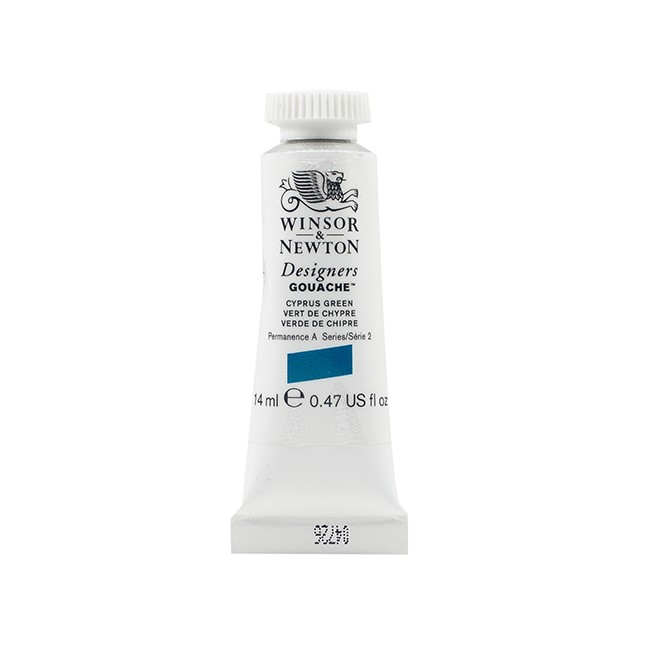 WINSOR
&
NEWTON
Designers
GOUACHE™
CYPRUS GREEN
VERT DE CHYPRE
VERDE DE CHIPRE
Permanence A Series/Série 2
14 ml ℮ 0.47 US fl oz
04726